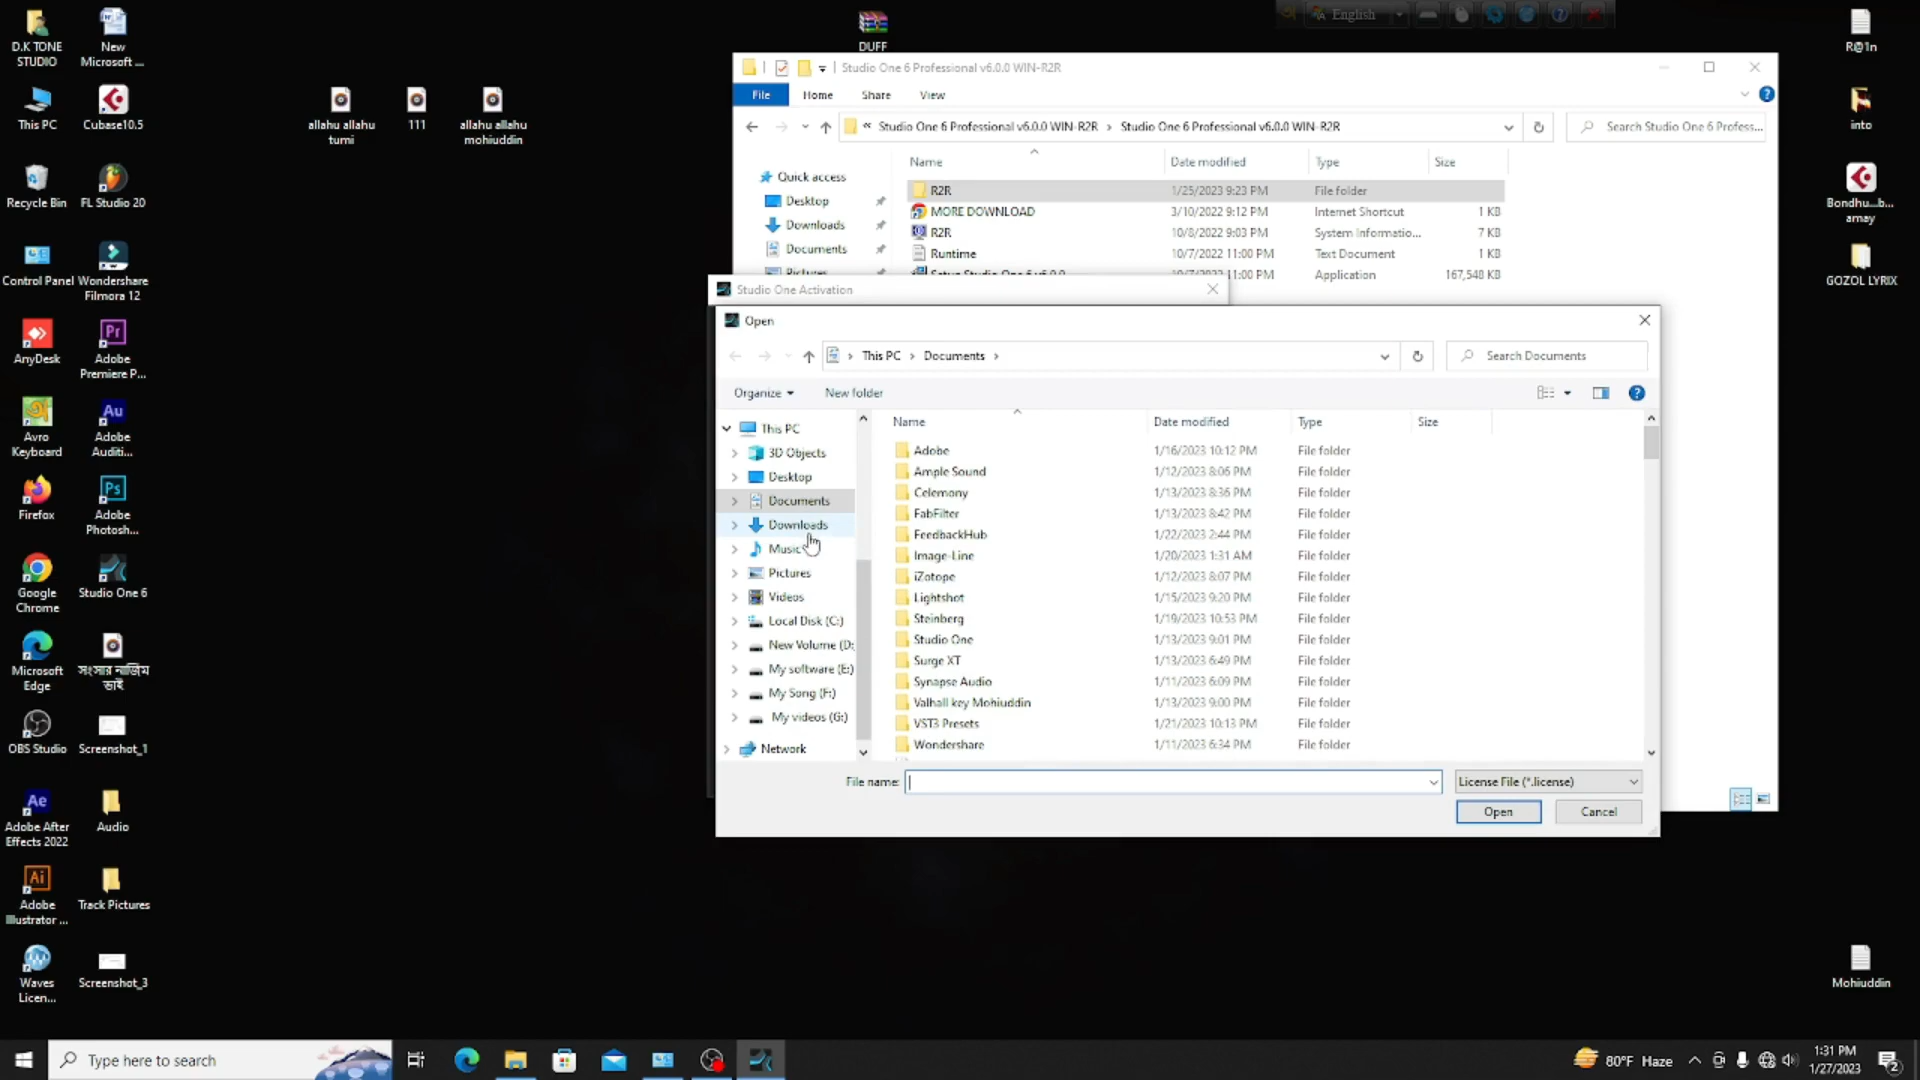 D.K TONE
STUDIO
New
Microsoft ...
This PC
Cubase10.5
Recycle Bin
FL Studio 20
Control Panel
Wondershare
Filmora 12
AnyDesk
Adobe
Premiere P...
Avro
Keyboard
Adobe
Auditi...
Firefox
Adobe
Photosh...
Google
Chrome
Studio One 6
Microsoft
Edge
সংসার নাজিম
ভাই
OBS Studio
Screenshot_1
Adobe After
Effects 2022
Audio
Adobe
Illustrator ...
Track Pictures
Waves
Licen...
Screenshot_3
allahu allahu
tumi
111
allahu allahu
mohiuddin
DUFF
English
R@1n
into
Bondhu...b...
array
GOZOL LYRIX
Mohiuddin
Studio One 6 Professional v6.0.0 WIN-R2R
File
Home
Share
View
« Studio One 6 Professional v6.0.0 WIN-R2R › Studio One 6 Professional v6.0.0 WIN-R2R
Search Studio One 6 Profess...
Name Date modified Type Size
Quick access
Desktop
Downloads
Documents
Pictures
R2R 1/25/2023 9:23 PM File folder
MORE DOWNLOAD 3/10/2022 9:12 PM Internet Shortcut 1 KB
R2R 10/8/2022 9:03 PM System Informatio... 7 KB
Runtime 10/7/2022 11:00 PM Text Document 1 KB
Setup Studio One 6 v6.0.0 10/7/2022 11:00 PM Application 167,548 KB
Studio One Activation
Open
This PC › Documents ›
Search Documents
Organize
New folder
This PC
3D Objects
Desktop
Documents
Downloads
Music
Pictures
Videos
Local Disk (C:)
New Volume (D:
My software (E:)
My Song (F:)
My videos (G:)
Network
Name Date modified Type Size
Adobe 1/16/2023 10:12 PM File folder
Ample Sound 1/12/2023 8:06 PM File folder
Celemony 1/13/2023 8:36 PM File folder
FabFilter 1/13/2023 8:42 PM File folder
FeedbackHub 1/22/2023 2:44 PM File folder
Image-Line 1/20/2023 1:31 AM File folder
iZotope 1/12/2023 8:07 PM File folder
Lightshot 1/15/2023 9:20 PM File folder
Steinberg 1/19/2023 10:53 PM File folder
Studio One 1/13/2023 9:01 PM File folder
Surge XT 1/13/2023 6:49 PM File folder
Synapse Audio 1/11/2023 6:09 PM File folder
Valhall key Mohiuddin 1/13/2023 9:00 PM File folder
VST3 Presets 1/21/2023 10:13 PM File folder
Wondershare 1/11/2023 6:34 PM File folder
File name:
License File (*.license)
Open
Cancel
Type here to search
80°F Haze
1:31 PM
1/27/2023
2